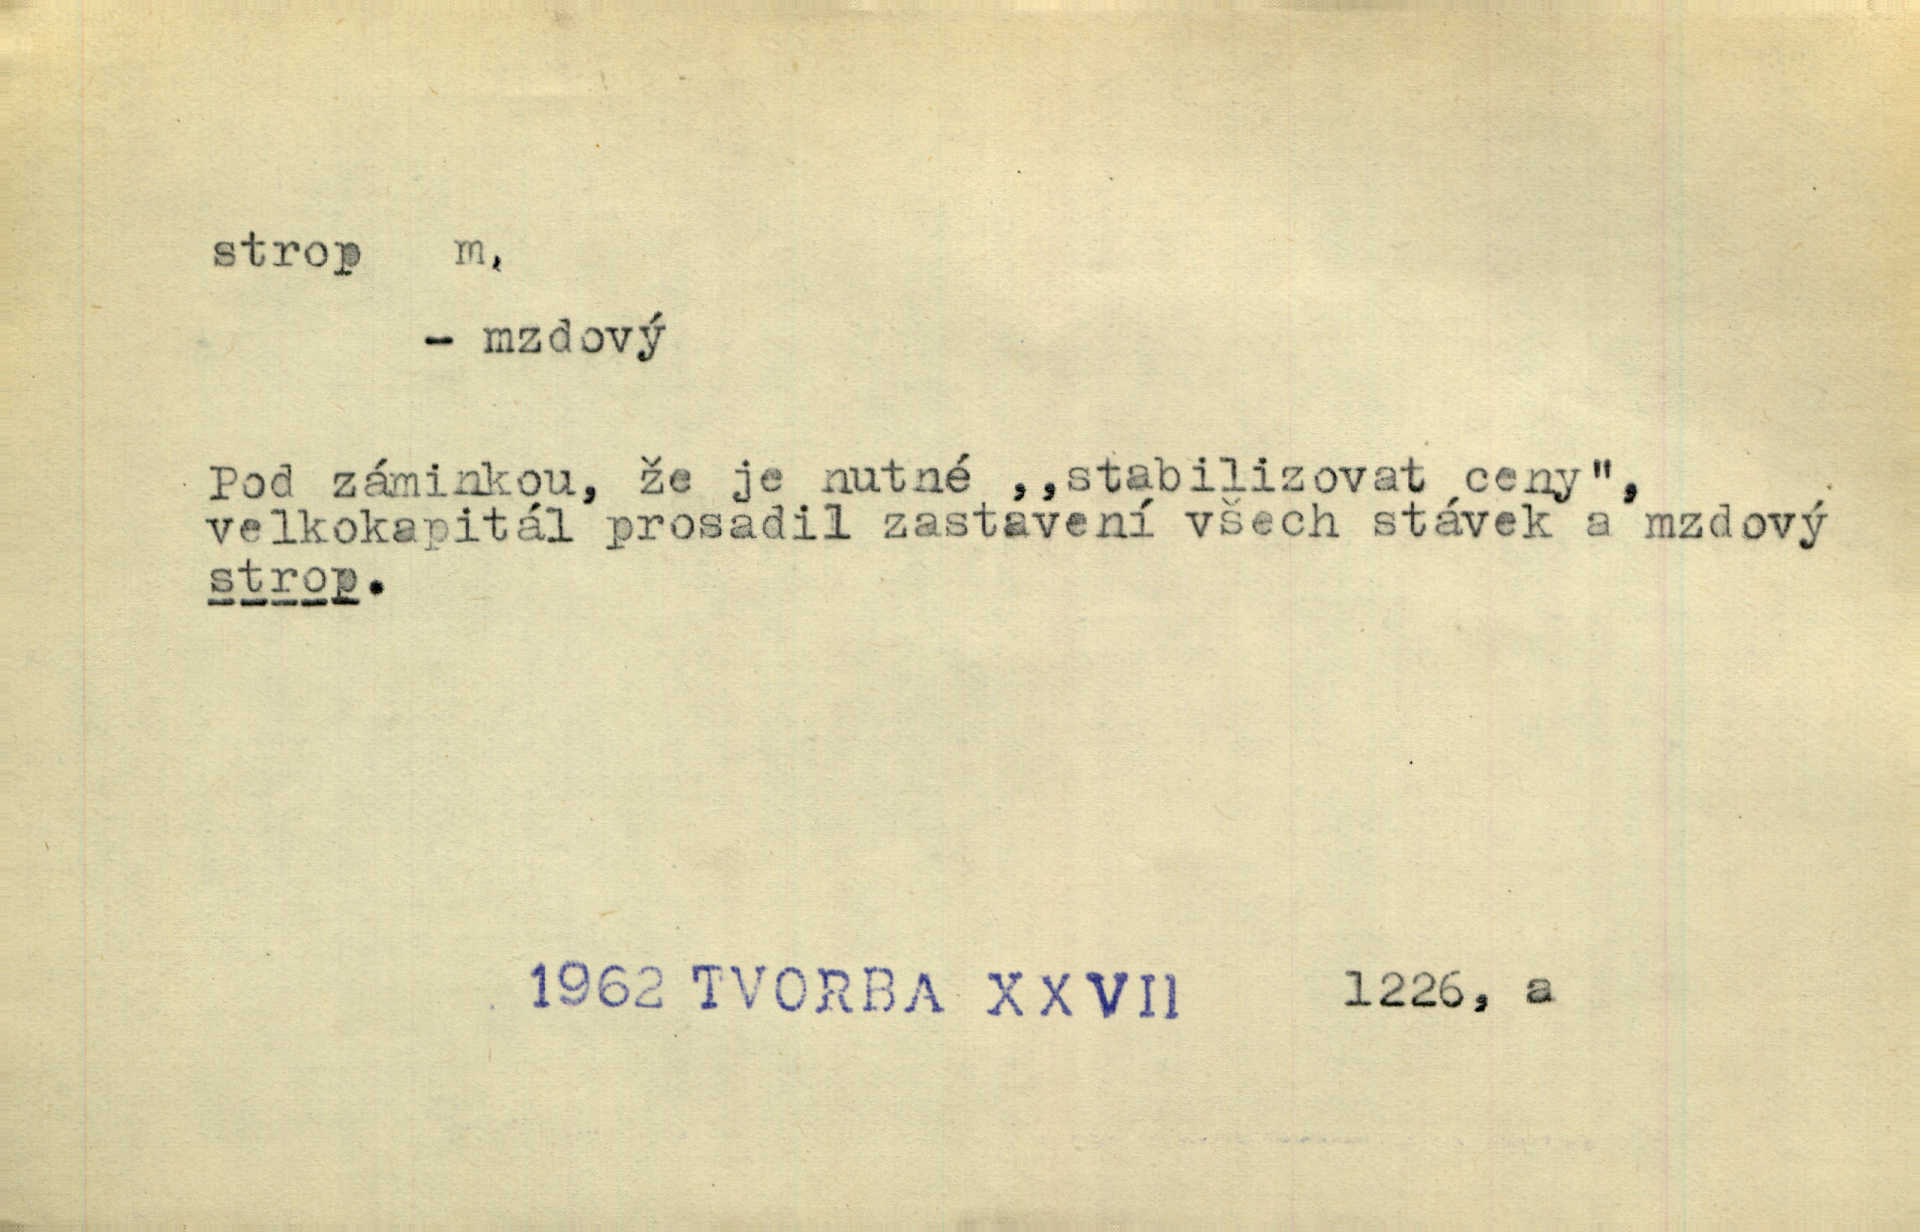 strop m.
– mzdový
Pod záminkou, že je nutné ,,stabilizovat ceny",
velkokapitál prosadil zastavení všech stávek a mzdový
strop.
1962 TVORBA XXVII 1226, a